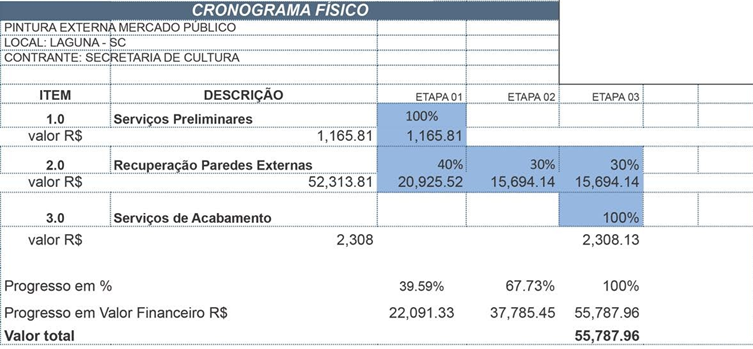 CRONOGRAMA FÍSICO
PINTURA EXTERNA MERCADO PÚBLICO
LOCAL: LAGUNA - SC
CONTRANTE: SECRETARIA DE CULTURA
ITEM DESCRIÇÃO ETAPA 01 ETAPA 02 ETAPA 03
1.0 Serviços Preliminares 100%
valor R$ 1,165.81 1,165.81
2.0 Recuperação Paredes Externas 40% 30% 30%
valor R$ 52,313.81 20,925.52 15,694.14 15,694.14
3.0 Serviços de Acabamento 100%
valor R$ 2,308 2,308.13
Progresso em % 39.59% 67.73% 100%
Progresso em Valor Financeiro R$ 22,091.33 37,785.45 55,787.96
Valor total 55,787.96